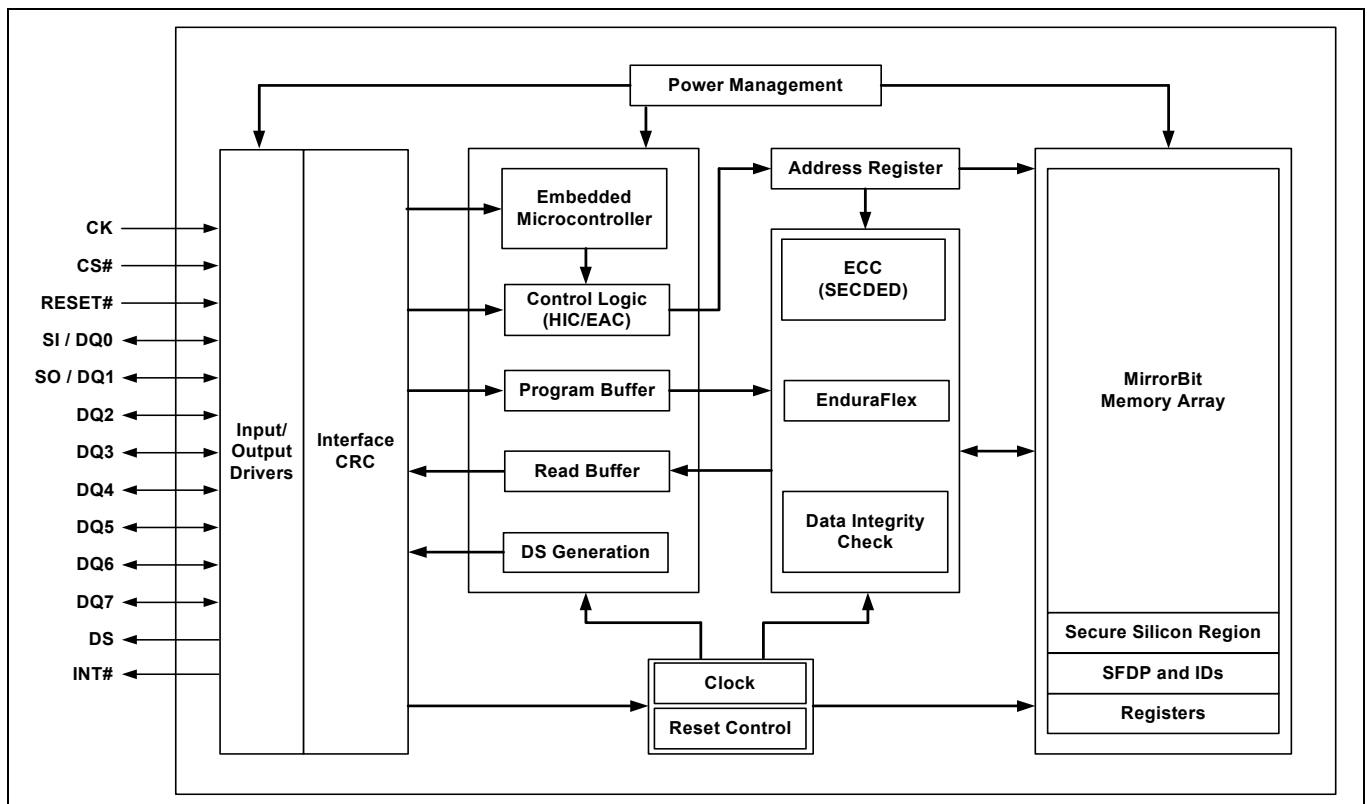 Power Management
Address Register
Embedded
Microcontroller
Control Logic
(HIC/EAC)
Program Buffer
Read Buffer
DS Generation
ECC
(SECDED)
EnduraFlex
Data Integrity
Check
MirrorBit
Memory Array
Secure Silicon Region
SFDP and IDs
Registers
Clock
Reset Control
Input/
Output
Drivers
Interface
CRC
CK
CS#
RESET#
SI / DQ0
SO / DQ1
DQ2
DQ3
DQ4
DQ5
DQ6
DQ7
DS
INT#